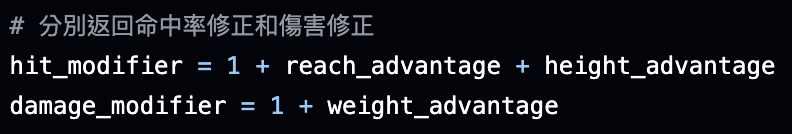 # 分別返回命中率修正和傷害修正
hit_modifier = 1 + reach_advantage + height_advantage
damage_modifier = 1 + weight_advantage